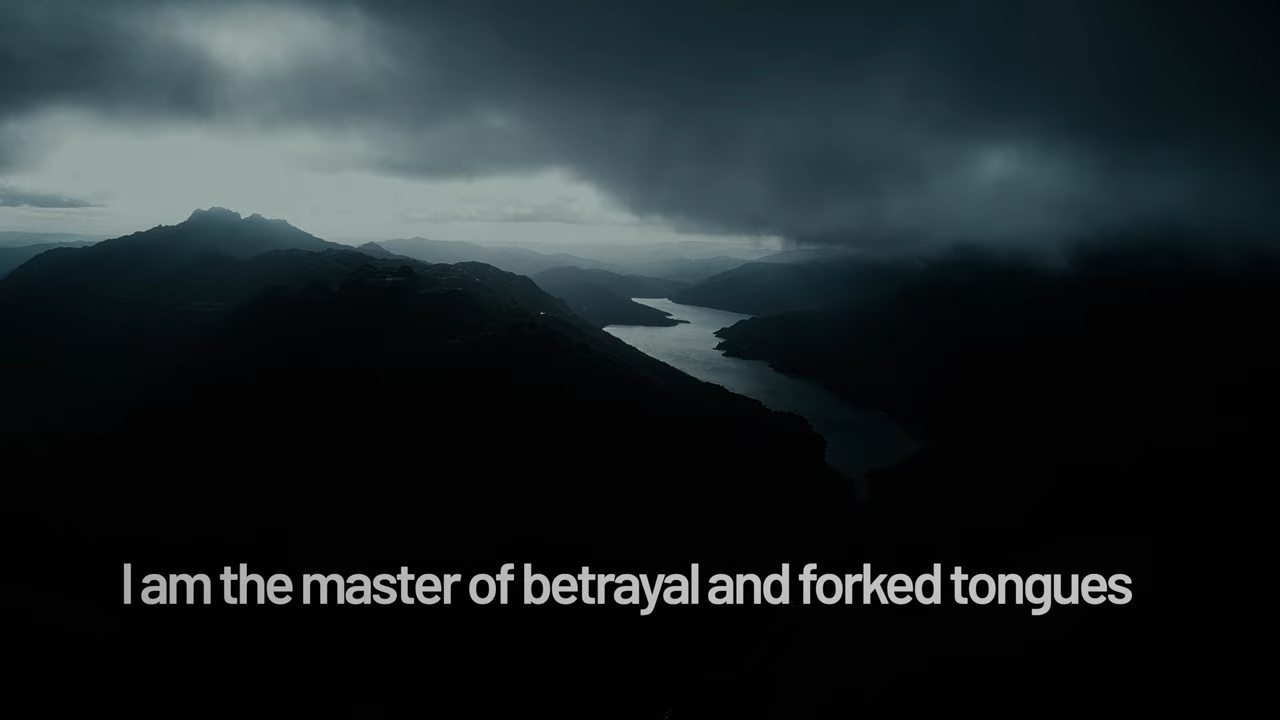 I am the master of betrayal and forked tongues